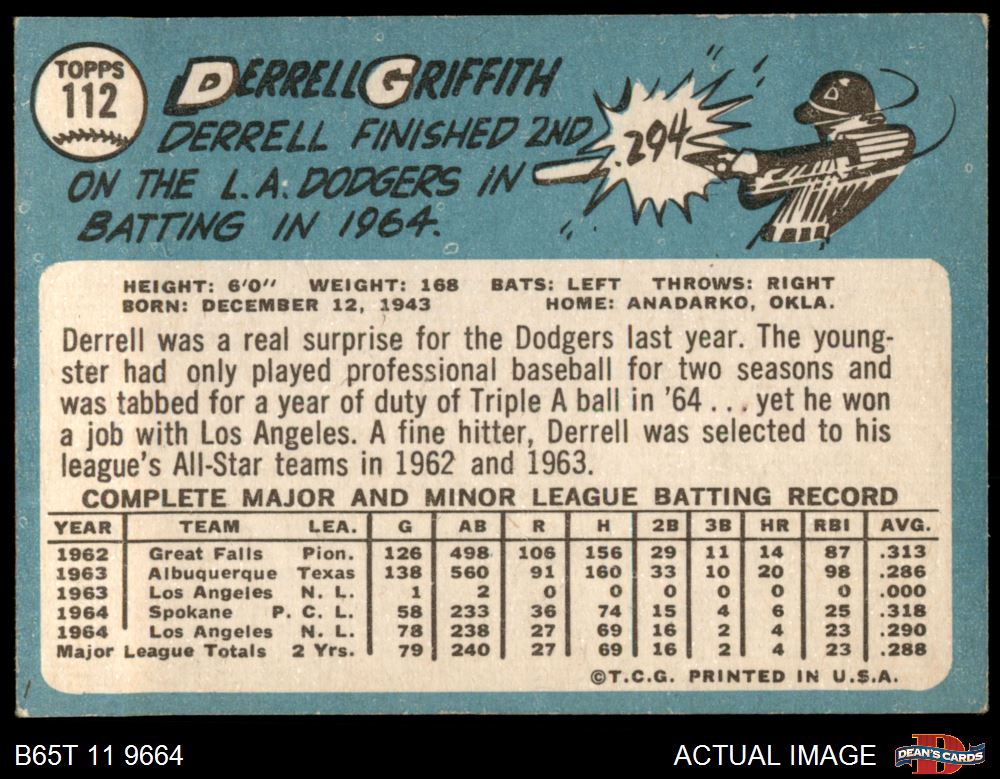 TOPPS
112
DERRELL GRIFFITH
DERRELL FINISHED 2ND
ON THE L.A. DODGERS IN
BATTING IN 1964.
.294
D
HEIGHT: 6'0" WEIGHT: 168 BATS: LEFT THROWS: RIGHT
BORN: DECEMBER 12, 1943 HOME: ANADARKO, OKLA.
Derrell was a real surprise for the Dodgers last year. The young-
ster had only played professional baseball for two seasons and
was tabbed for a year of duty of Triple A ball in '64 . . . yet he won
a job with Los Angeles. A fine hitter, Derrell was selected to his
league's All-Star teams in 1962 and 1963.
COMPLETE MAJOR AND MINOR LEAGUE BATTING RECORD
YEAR TEAM LEA. G AB R H 2B 3B HR RBI AVG.
1962 Great Falls Pion. 126 498 106 156 29 11 14 87 .313
1963 Albuquerque Texas 138 560 91 160 33 10 20 98 .286
1963 Los Angeles N. L. 1 2 0 0 0 0 0 0 .000
1964 Spokane P. C. L. 58 233 36 74 15 4 6 25 .318
1964 Los Angeles N. L. 78 238 27 69 16 2 4 23 .290
Major League Totals 2 Yrs. 79 240 27 69 16 2 4 23 .288
©T.C.G. PRINTED IN U.S.A.
B65T 11 9664 ACTUAL IMAGE DEAN'S CARDS